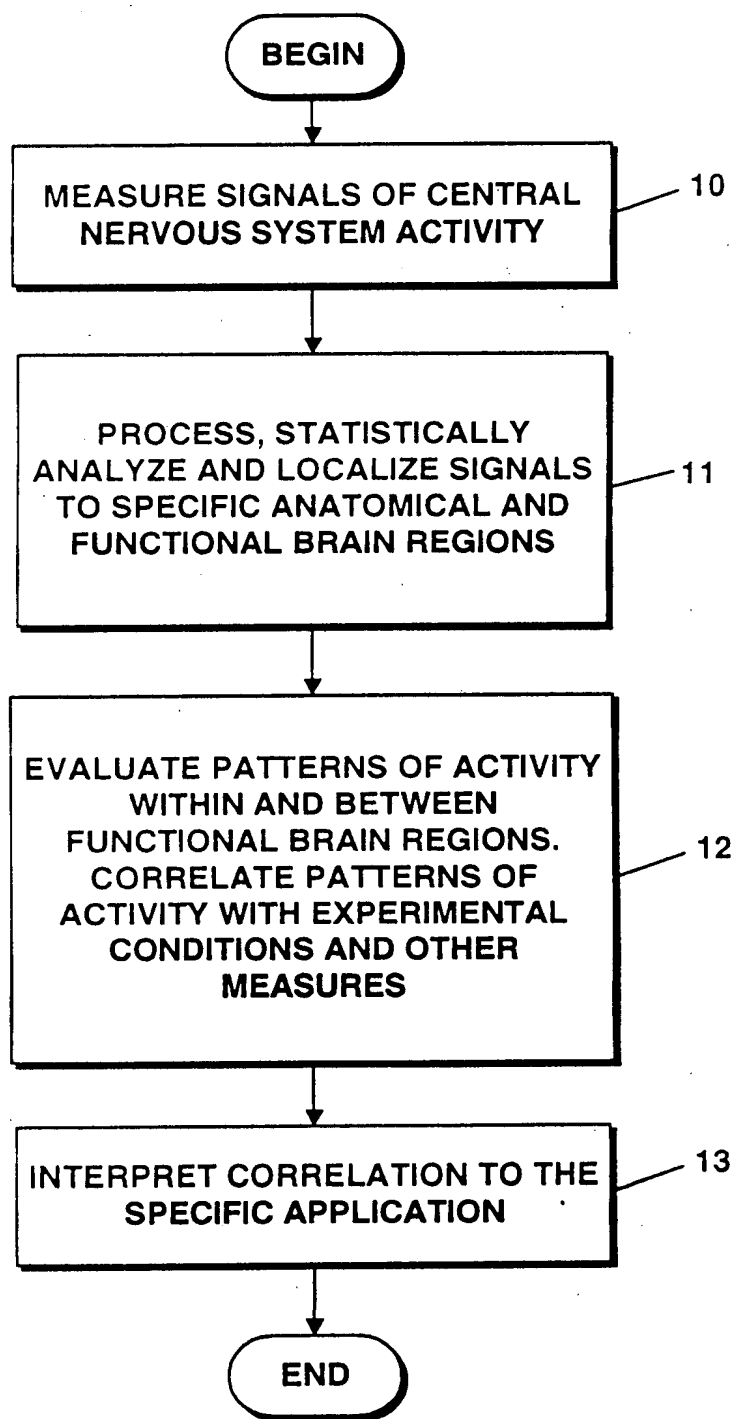 BEGIN
MEASURE SIGNALS OF CENTRAL
NERVOUS SYSTEM ACTIVITY
10
PROCESS, STATISTICALLY
ANALYZE AND LOCALIZE SIGNALS
TO SPECIFIC ANATOMICAL AND
FUNCTIONAL BRAIN REGIONS
11
EVALUATE PATTERNS OF ACTIVITY
WITHIN AND BETWEEN
FUNCTIONAL BRAIN REGIONS.
CORRELATE PATTERNS OF
ACTIVITY WITH EXPERIMENTAL
CONDITIONS AND OTHER
MEASURES
12
INTERPRET CORRELATION TO THE
SPECIFIC APPLICATION
13
END